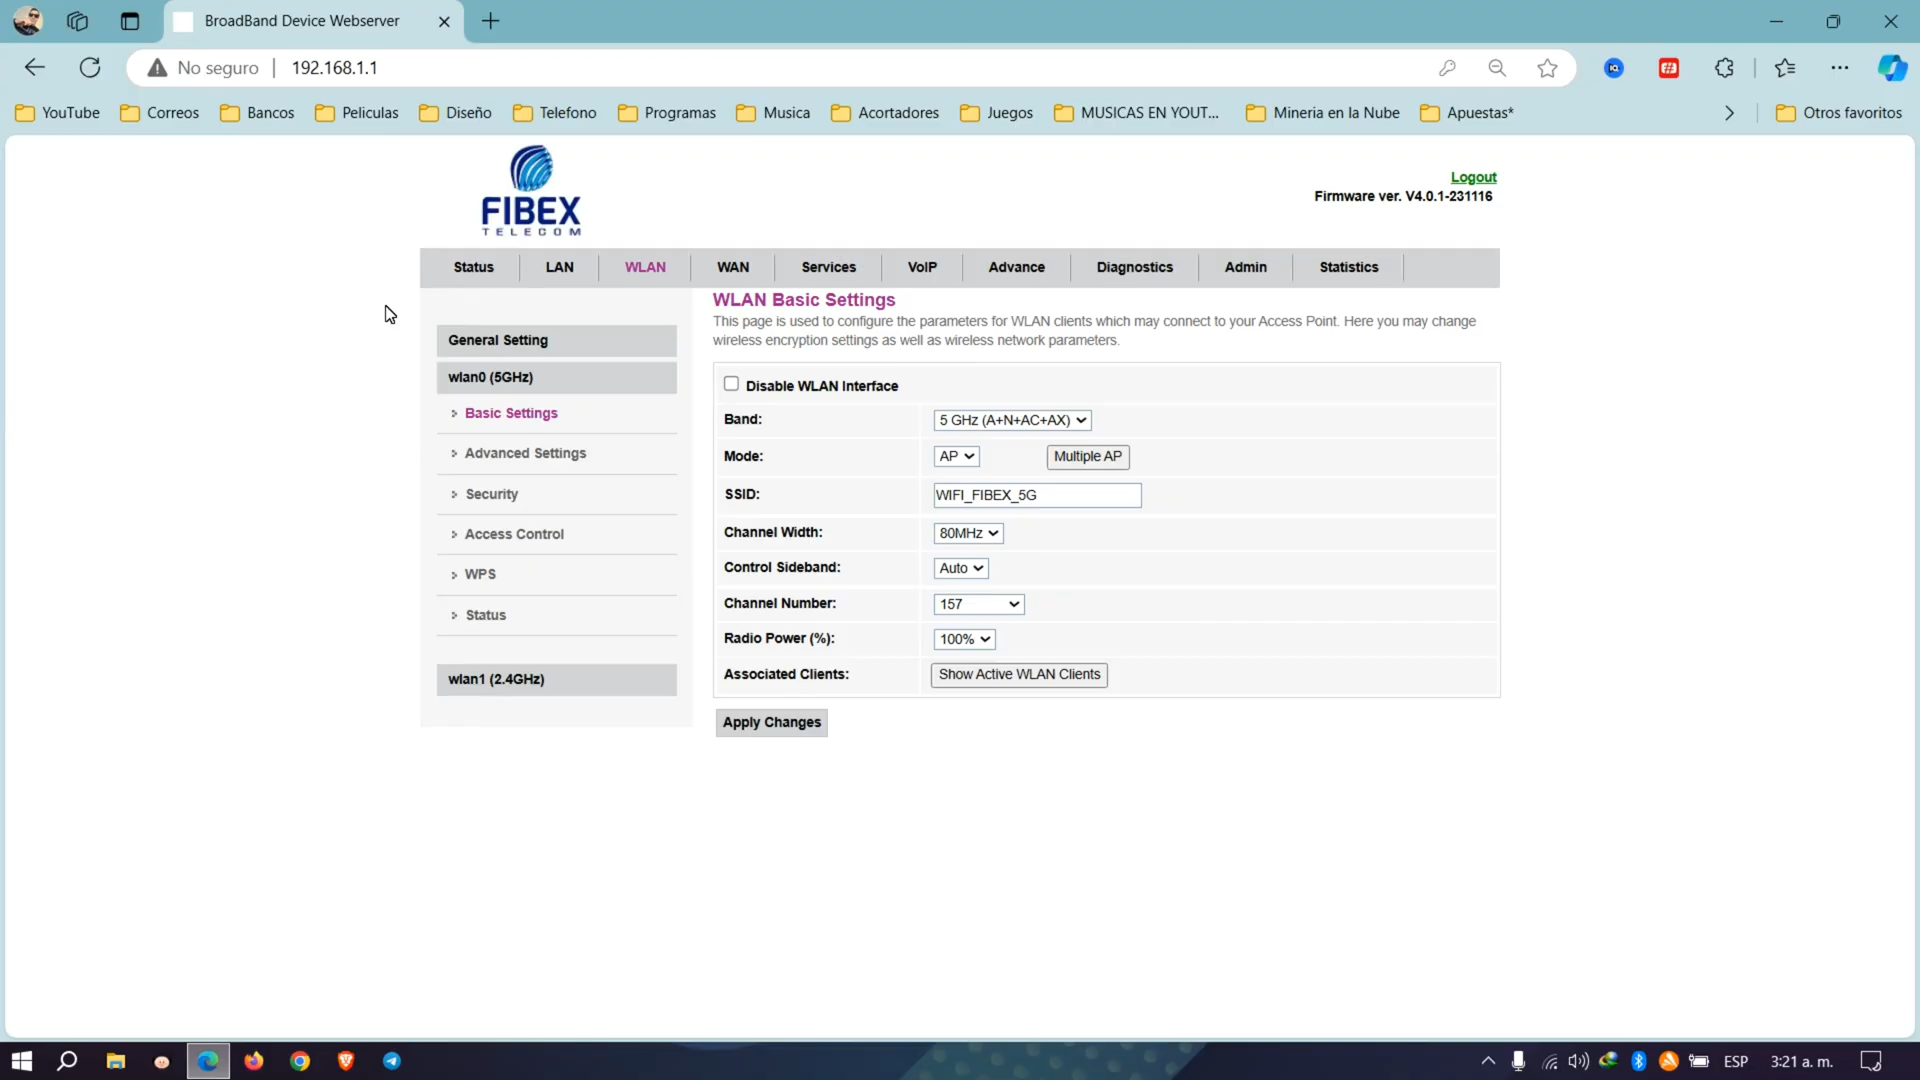 BroadBand Device Webserver
No seguro
192.168.1.1
YouTube
Correos
Bancos
Peliculas
Diseño
Telefono
Programas
Musica
Acortadores
Juegos
MUSICAS EN YOUT...
Mineria en la Nube
Apuestas*
Otros favoritos
FIBEX
TELECOM
Logout
Firmware ver. V4.0.1-231116
Status
LAN
WLAN
WAN
Services
VoIP
Advance
Diagnostics
Admin
Statistics
General Setting
wlan0 (5GHz)
Basic Settings
Advanced Settings
Security
Access Control
WPS
Status
wlan1 (2.4GHz)
WLAN Basic Settings
This page is used to configure the parameters for WLAN clients which may connect to your Access Point. Here you may change
wireless encryption settings as well as wireless network parameters.
Disable WLAN Interface
Band: 5 GHz (A+N+AC+AX)
Mode: AP Multiple AP
SSID: WIFI_FIBEX_5G
Channel Width: 80MHz
Control Sideband: Auto
Channel Number: 157
Radio Power (%): 100%
Associated Clients: Show Active WLAN Clients
Apply Changes
ESP
3:21 a. m.